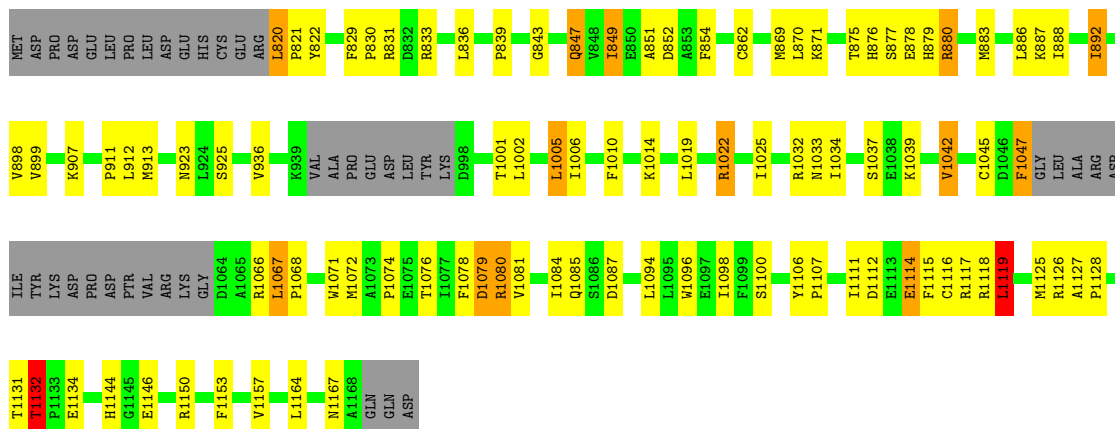 MET ASP PRO ASP GLU LEU PRO LEU ASP GLU HIS CYS GLU ARG L820 P821 Y822 F829 P830 R831 D832 R833 L836 P839 G843 Q847 V848 I849 E850 A851 D852 A853 F854 C862 M869 L870 K871 T875 H876 S877 E878 H879 R880 M883 L886 K887 I888 I892
V898 V899 K907 P911 L912 M913 N923 L924 S925 V936 K939 VAL ALA PRO GLU ASP LEU TYR LYS D998 T1001 L1002 L1005 I1006 F1010 K1014 L1019 R1022 I1025 R1032 N1033 I1034 S1037 E1038 K1039 V1042 C1045 D1046 F1047 GLY LEU ALA ARG ASP
ILE TYR LYS ASP PRO ASP PTR VAL ARG LYS GLY D1064 A1065 R1066 L1067 P1068 W1071 M1072 A1073 P1074 E1075 T1076 I1077 F1078 D1079 R1080 V1081 I1084 Q1085 S1086 D1087 L1094 L1095 W1096 E1097 I1098 F1099 S1100 Y1106 P1107 I1111 D1112 E1113 E1114 F1115 C1116 R1117 R1118 L1119 M1125 R1126 A1127 P1128
T1131 T1132 P1133 E1134 H1144 G1145 E1146 R1150 F1153 V1157 L1164 N1167 A1168 GLN GLN ASP